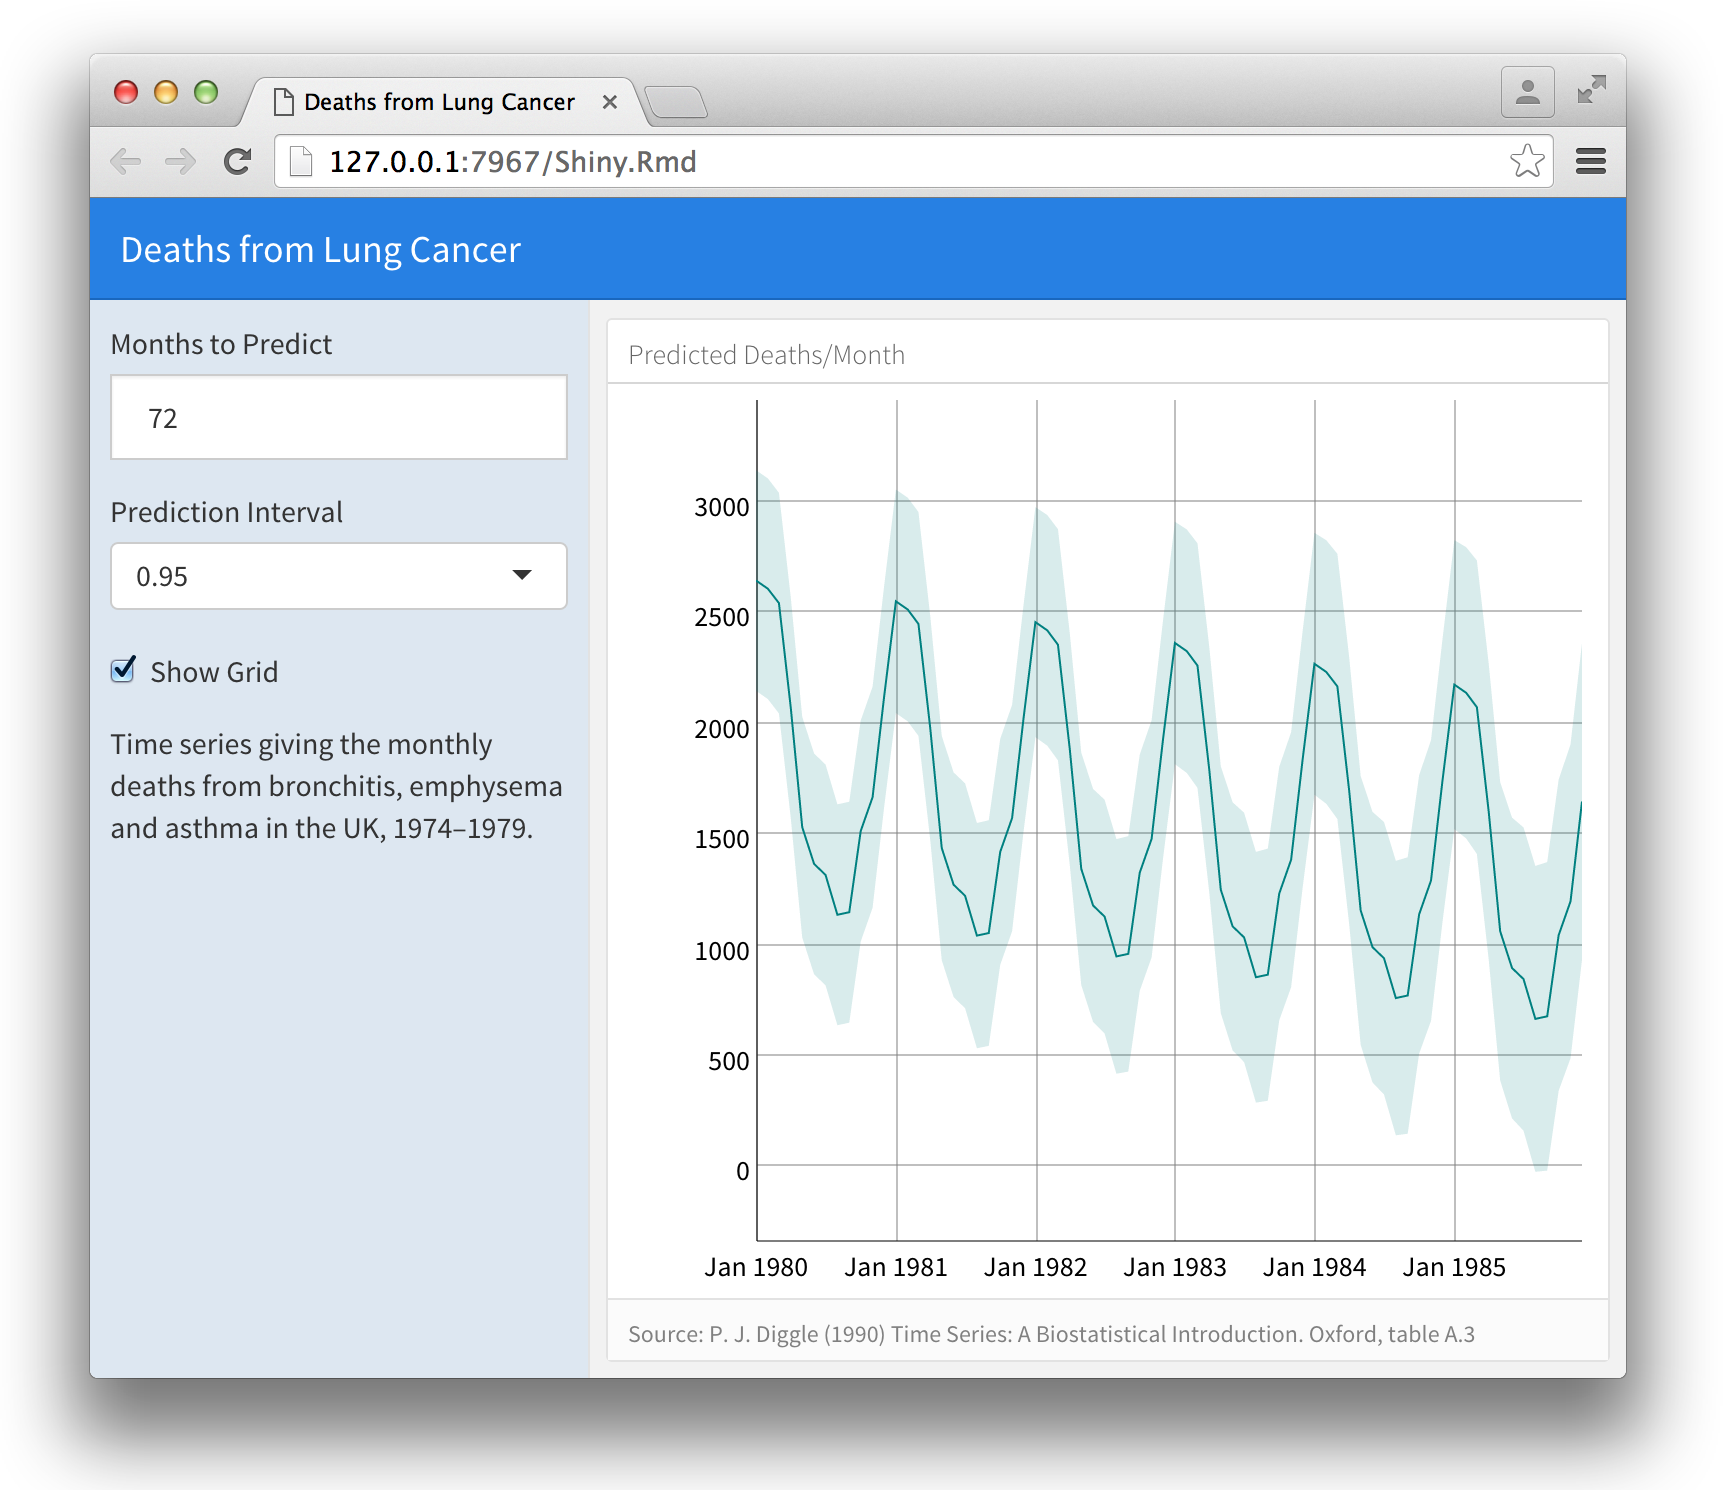 Deaths from Lung Cancer
127.0.0.1:7967/Shiny.Rmd
Deaths from Lung Cancer
Months to Predict
72
Prediction Interval
0.95
Show Grid
Time series giving the monthly
deaths from bronchitis, emphysema
and asthma in the UK, 1974–1979.
Predicted Deaths/Month
3000
2500
2000
1500
1000
500
0
Jan 1980 Jan 1981 Jan 1982 Jan 1983 Jan 1984 Jan 1985
Source: P. J. Diggle (1990) Time Series: A Biostatistical Introduction. Oxford, table A.3